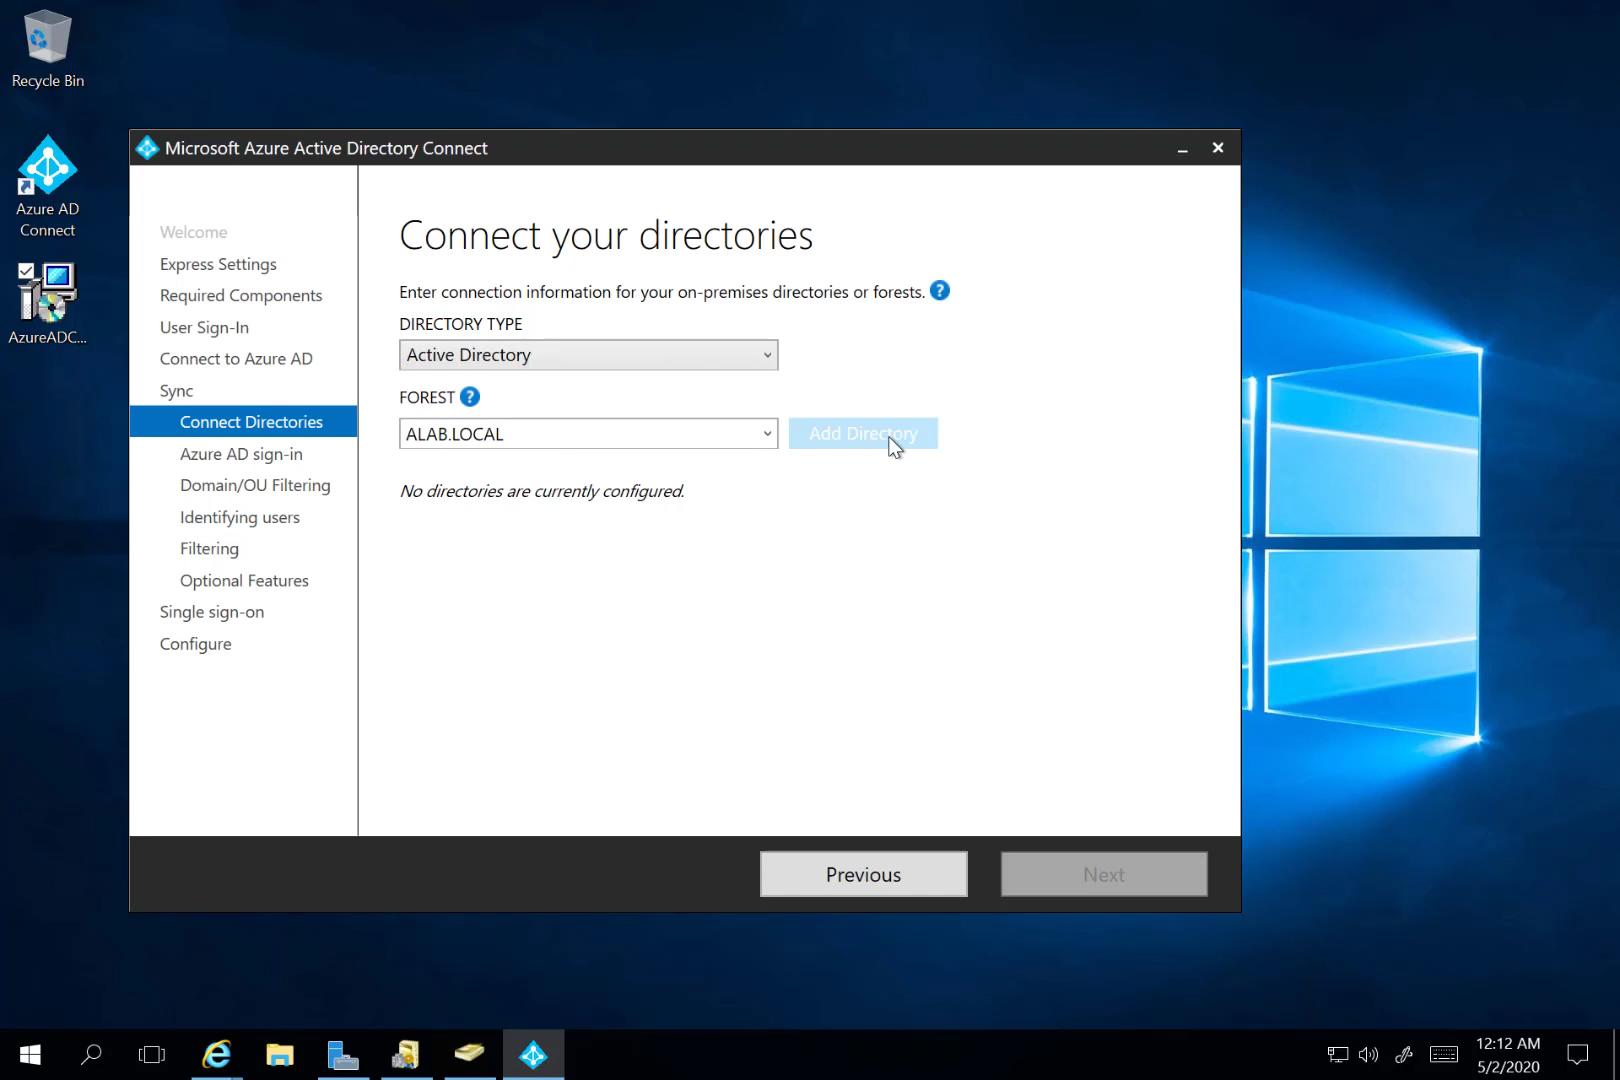 Recycle Bin
Azure AD
Connect
AzureADC...
Microsoft Azure Active Directory Connect
Welcome
Express Settings
Required Components
User Sign-In
Connect to Azure AD
Sync
Connect Directories
Azure AD sign-in
Domain/OU Filtering
Identifying users
Filtering
Optional Features
Single sign-on
Configure
Connect your directories
Enter connection information for your on-premises directories or forests. ?
DIRECTORY TYPE
Active Directory
FOREST ?
ALAB.LOCAL
Add Directory
No directories are currently configured.
Previous
Next
12:12 AM
5/2/2020